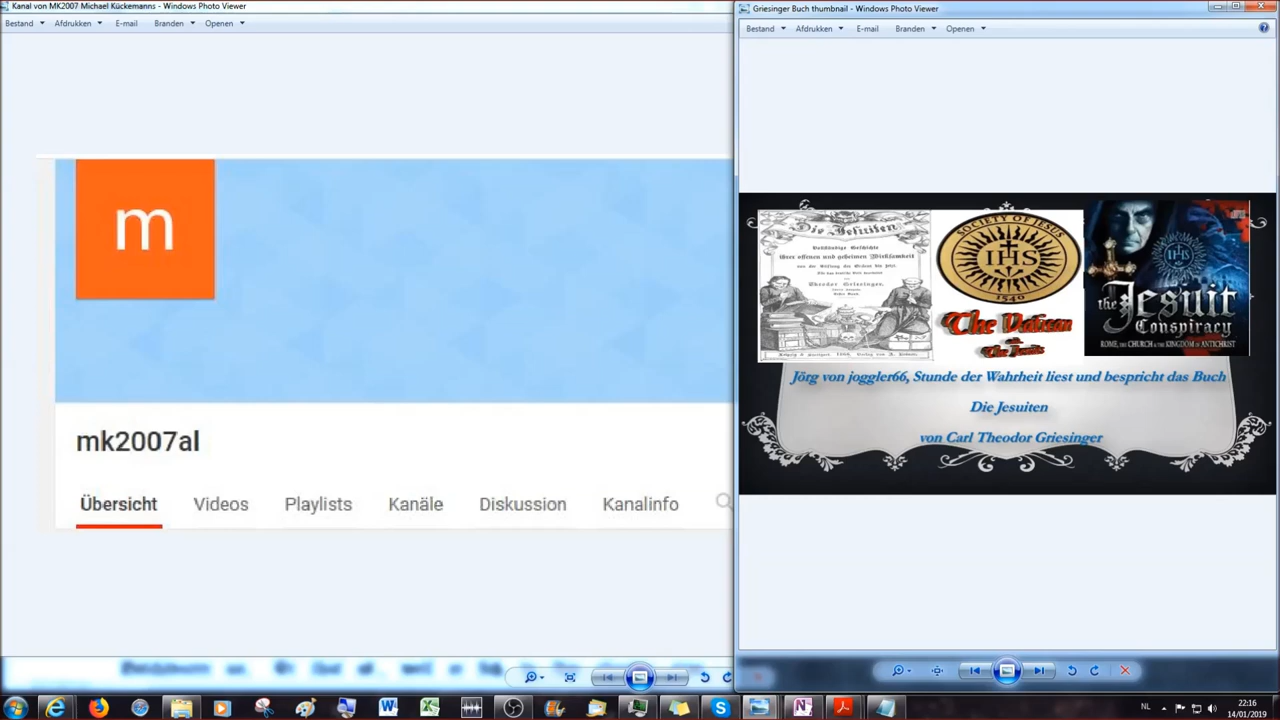 Kanal von MK2007 Michael Kückemanns - Windows Photo Viewer
Bestand Afdrukken E-mail Branden Openen
m
mk2007al
Übersicht Videos Playlists Kanäle Diskussion Kanalinfo
Griesinger Buch thumbnail - Windows Photo Viewer
Bestand Afdrukken E-mail Branden Openen
Die Jesuiten
Vollständige Geschichte
Theodor Griesinger.
SOCIETY OF JESUS
IHS
1540
The Vatican
The Jesuits
IHS
the Jesuit
Conspiracy
ROME, THE CHURCH & THE KINGDOM OF ANTICHRIST
Jörg von joggler66, Stunde der Wahrheit liest und bespricht das Buch
Die Jesuiten
von Carl Theodor Griesinger
NL
22:16
14/01/2019